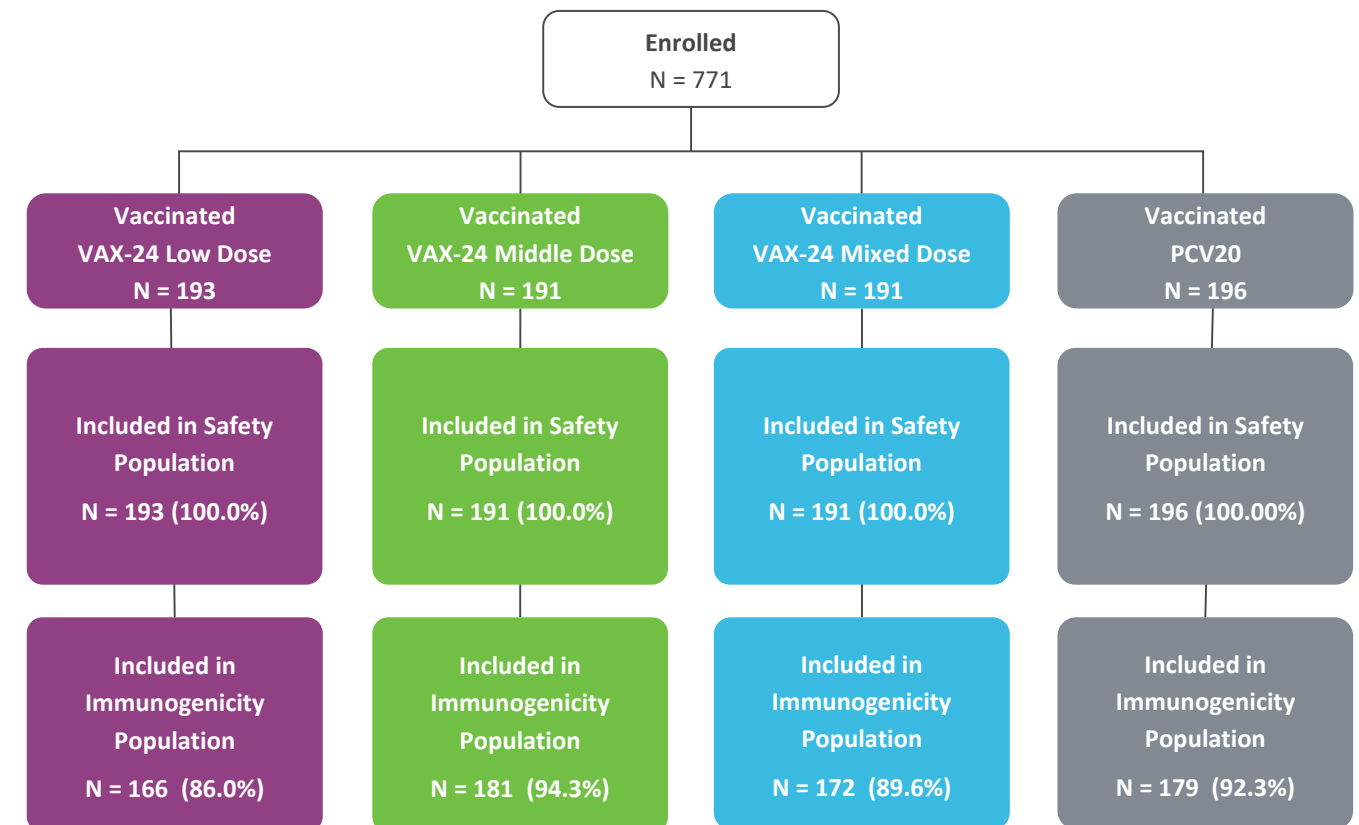 Enrolled
N = 771
Vaccinated
VAX-24 Low Dose
N = 193
Vaccinated
VAX-24 Middle Dose
N = 191
Vaccinated
VAX-24 Mixed Dose
N = 191
Vaccinated
PCV20
N = 196
Included in Safety
Population
N = 193 (100.0%)
Included in Safety
Population
N = 191 (100.0%)
Included in Safety
Population
N = 191 (100.0%)
Included in Safety
Population
N = 196 (100.00%)
Included in
Immunogenicity
Population
N = 166  (86.0%)
Included in
Immunogenicity
Population
N = 181  (94.3%)
Included in
Immunogenicity
Population
N = 172  (89.6%)
Included in
Immunogenicity
Population
N = 179  (92.3%)